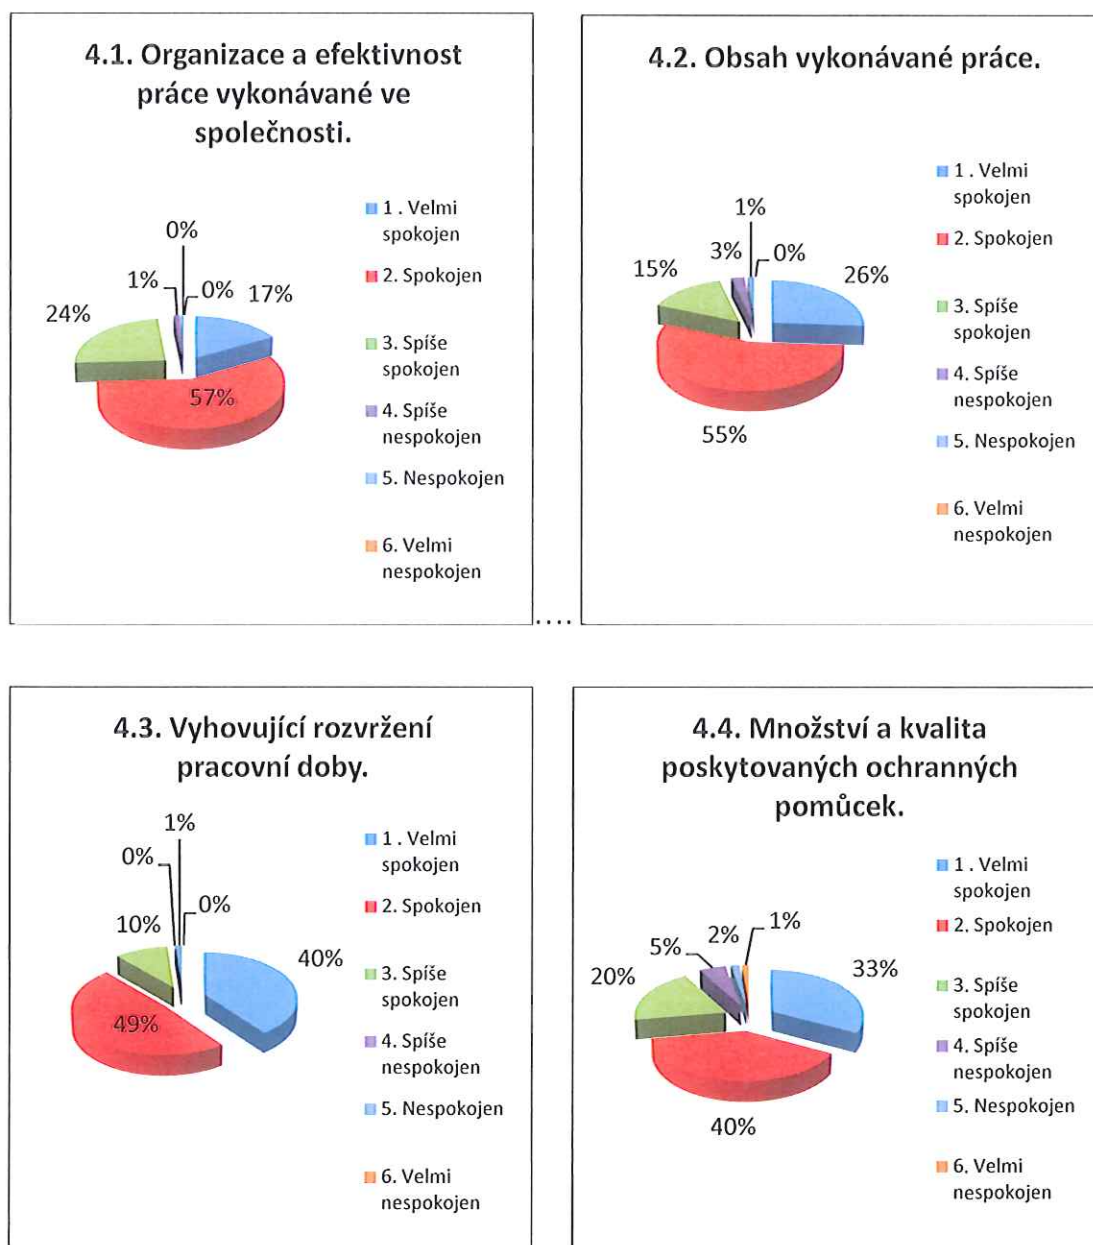 4.1. Organizace a efektivnost
práce vykonávané ve
společnosti.
0%
1%
0%
17%
24%
57%
1 . Velmi
spokojen
2. Spokojen
3. Spíše
spokojen
4. Spíše
nespokojen
5. Nespokojen
6. Velmi
nespokojen
....
4.2. Obsah vykonávané práce.
1%
3%
0%
15%
26%
55%
1 . Velmi
spokojen
2. Spokojen
3. Spíše
spokojen
4. Spíše
nespokojen
5. Nespokojen
6. Velmi
nespokojen
4.3. Vyhovující rozvržení
pracovní doby.
1%
0%
0%
10%
40%
49%
1 . Velmi
spokojen
2. Spokojen
3. Spíše
spokojen
4. Spíše
nespokojen
5. Nespokojen
6. Velmi
nespokojen
4.4. Množství a kvalita
poskytovaných ochranných
pomůcek.
1%
2%
5%
20%
33%
40%
1 . Velmi
spokojen
2. Spokojen
3. Spíše
spokojen
4. Spíše
nespokojen
5. Nespokojen
6. Velmi
nespokojen